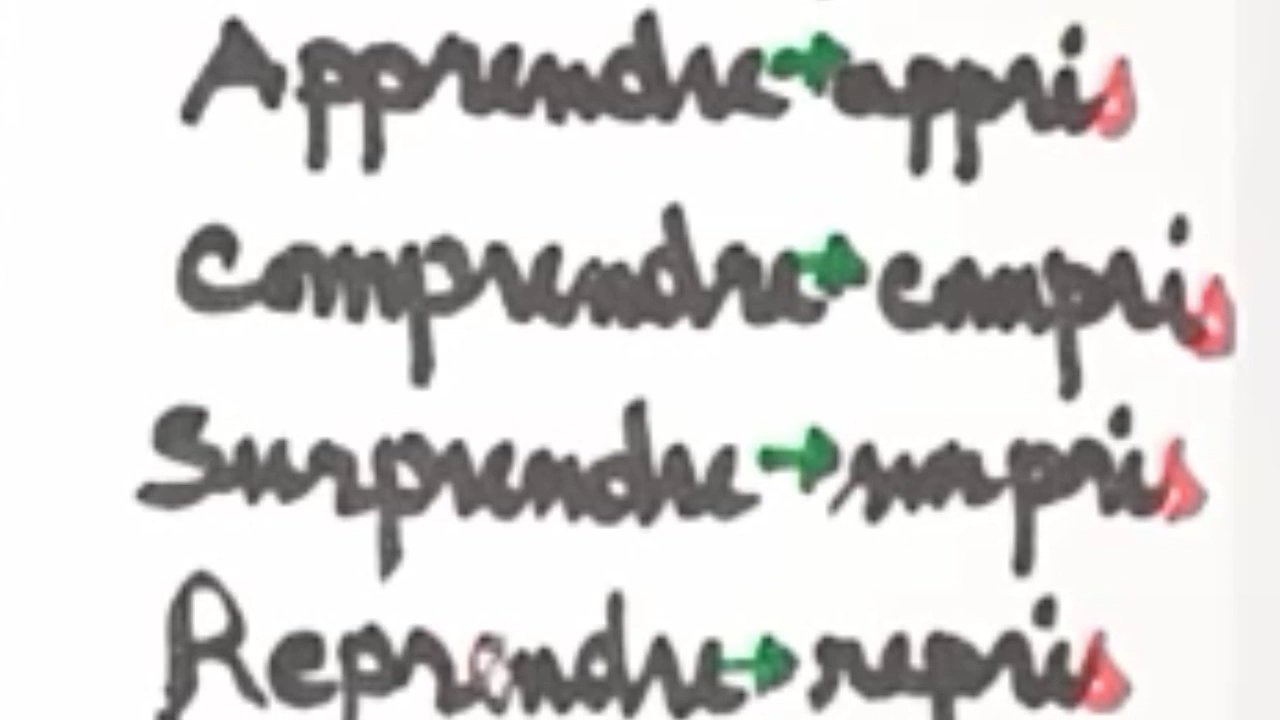 Apprendre → appris
Comprendre → compris
Surprendre → surpris
Reprendre → repris